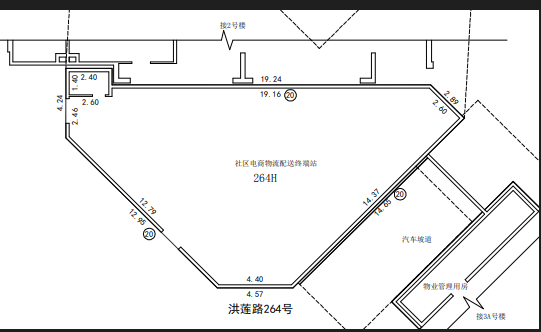 接2号楼
2.40
1.40
2.60
4.24
2.46
19.24
19.16 20
2.89
2.60
社区电商物流配送终端站
264H
12.79
12.95
20
14.37
14.65
20
汽车坡道
物业管理用房
4.40
4.57
洪莲路264号
接3A号楼